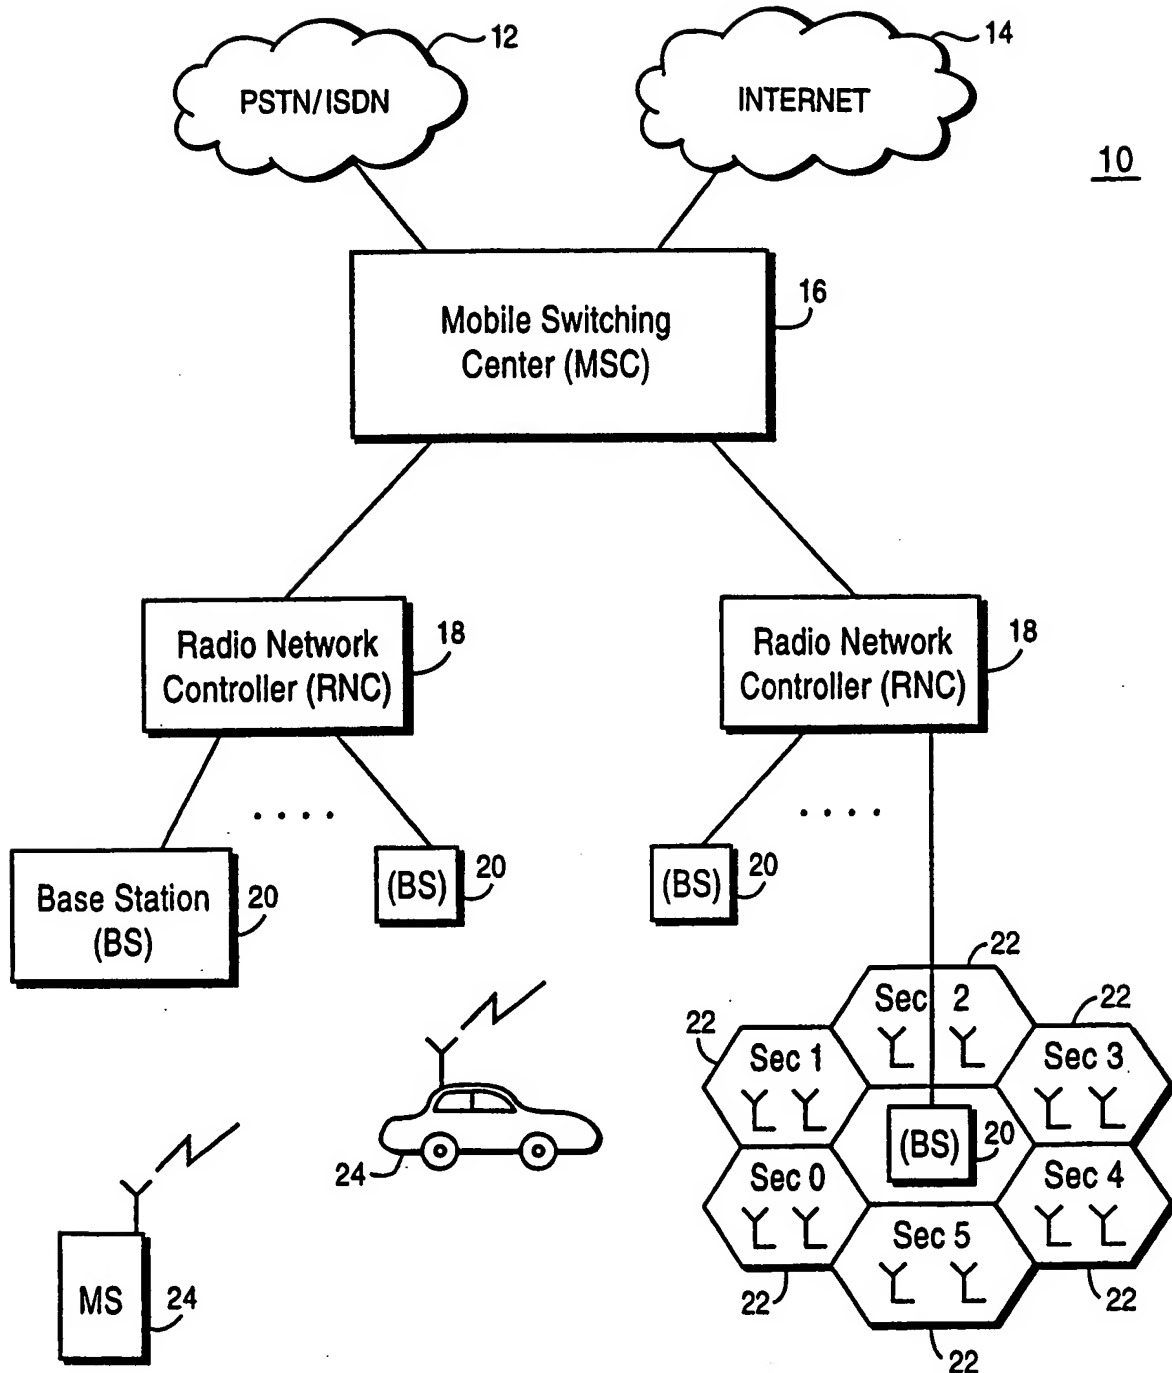 12
14
PSTN/ISDN
INTERNET
10
16
Mobile Switching
Center (MSC)
18
Radio Network
Controller (RNC)
18
Radio Network
Controller (RNC)
. . . .
. . . .
Base Station
(BS)
20
(BS)
20
(BS)
20
22
Sec 2
22
Sec 1
22
Sec 3
(BS)
20
Sec 0
Sec 4
Sec 5
22
22
22
24
MS
24